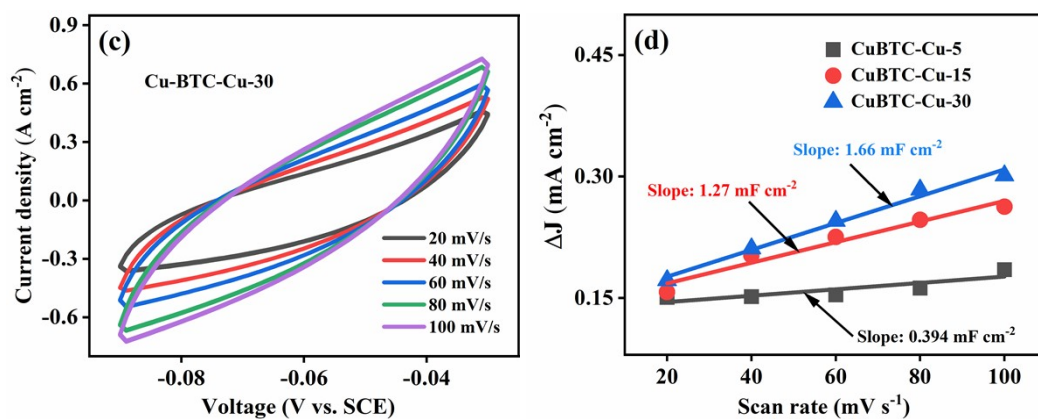 (c)
Cu-BTC-Cu-30
Current density (A cm⁻²)
0.9
0.6
0.3
0.0
-0.3
-0.6
20 mV/s
40 mV/s
60 mV/s
80 mV/s
100 mV/s
-0.08
-0.06
-0.04
Voltage (V vs. SCE)
(d)
CuBTC-Cu-5
CuBTC-Cu-15
CuBTC-Cu-30
ΔJ (mA cm⁻²)
0.45
0.30
0.15
Slope: 1.66 mF cm⁻²
Slope: 1.27 mF cm⁻²
Slope: 0.394 mF cm⁻²
20
40
60
80
100
Scan rate (mV s⁻¹)